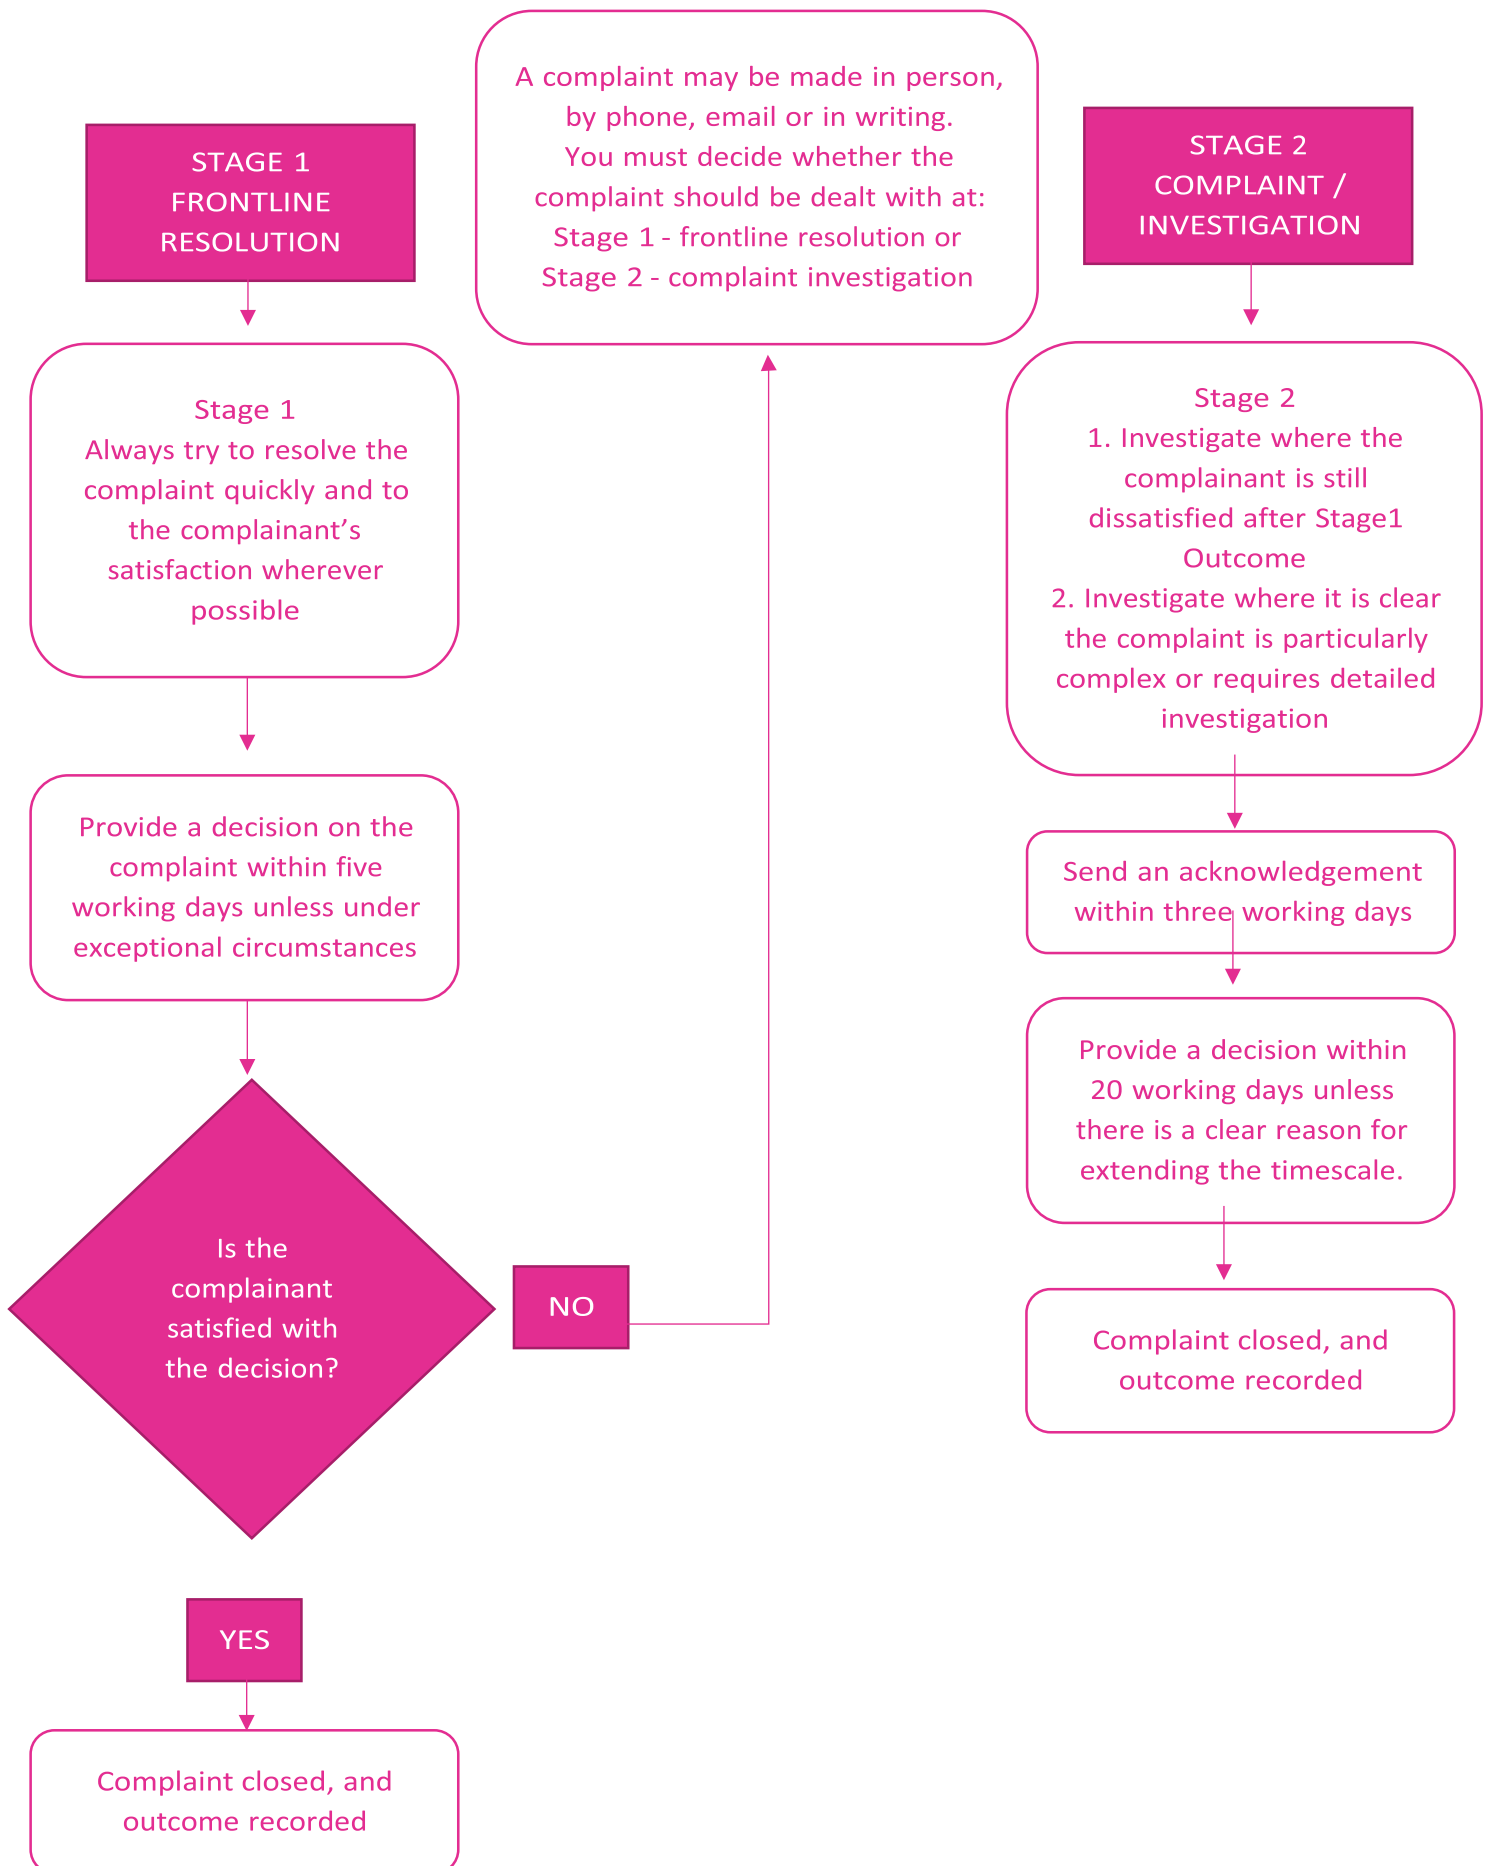 A complaint may be made in person,
by phone, email or in writing.
You must decide whether the
complaint should be dealt with at:
Stage 1 - frontline resolution or
Stage 2 - complaint investigation
STAGE 1
FRONTLINE
RESOLUTION
Stage 1
Always try to resolve the
complaint quickly and to
the complainant’s
satisfaction wherever
possible
Provide a decision on the
complaint within five
working days unless under
exceptional circumstances
Is the
complainant
satisfied with
the decision?
NO
YES
Complaint closed, and
outcome recorded
STAGE 2
COMPLAINT /
INVESTIGATION
Stage 2
1. Investigate where the
complainant is still
dissatisfied after Stage1
Outcome
2. Investigate where it is clear
the complaint is particularly
complex or requires detailed
investigation
Send an acknowledgement
within three working days
Provide a decision within
20 working days unless
there is a clear reason for
extending the timescale.
Complaint closed, and
outcome recorded